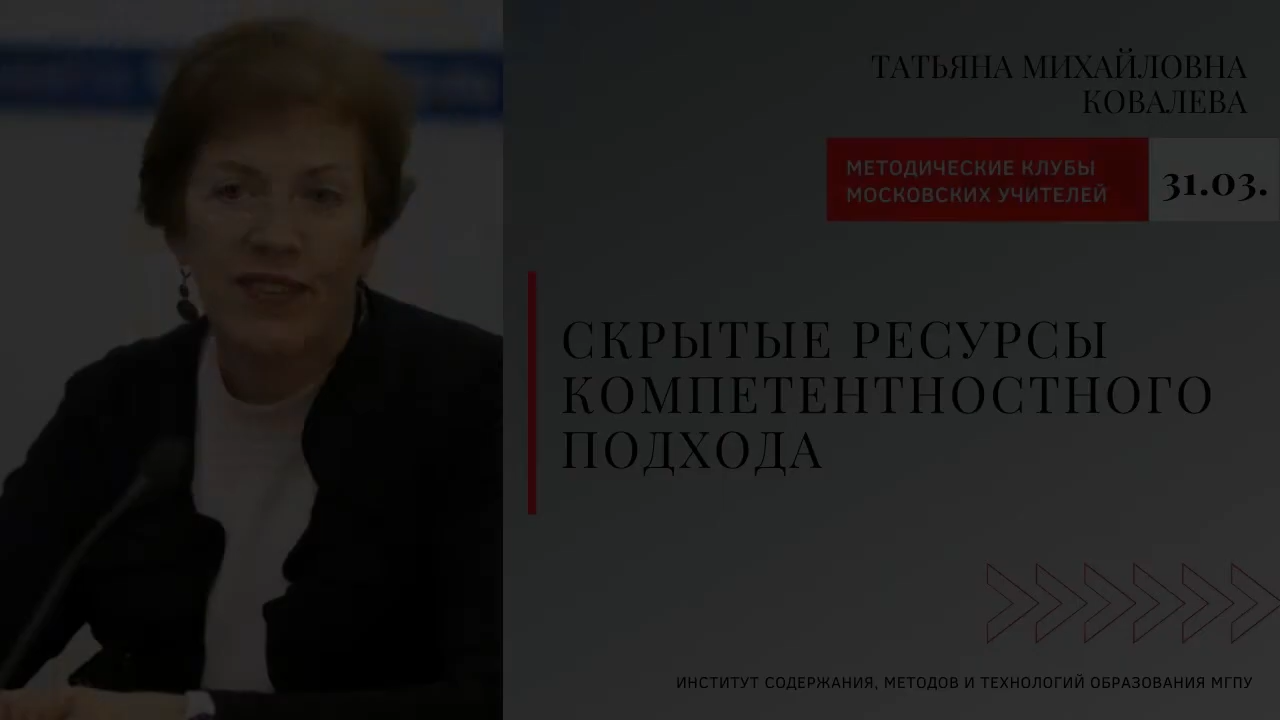 ТАТЬЯНА МИХАЙЛОВНА
КОВАЛЕВА
МЕТОДИЧЕСКИЕ КЛУБЫ
МОСКОВСКИХ УЧИТЕЛЕЙ
31.03.
СКРЫТЫЕ РЕСУРСЫ
КОМПЕТЕНТНОСТНОГО
ПОДХОДА
ИНСТИТУТ СОДЕРЖАНИЯ, МЕТОДОВ И ТЕХНОЛОГИЙ ОБРАЗОВАНИЯ МГПУ